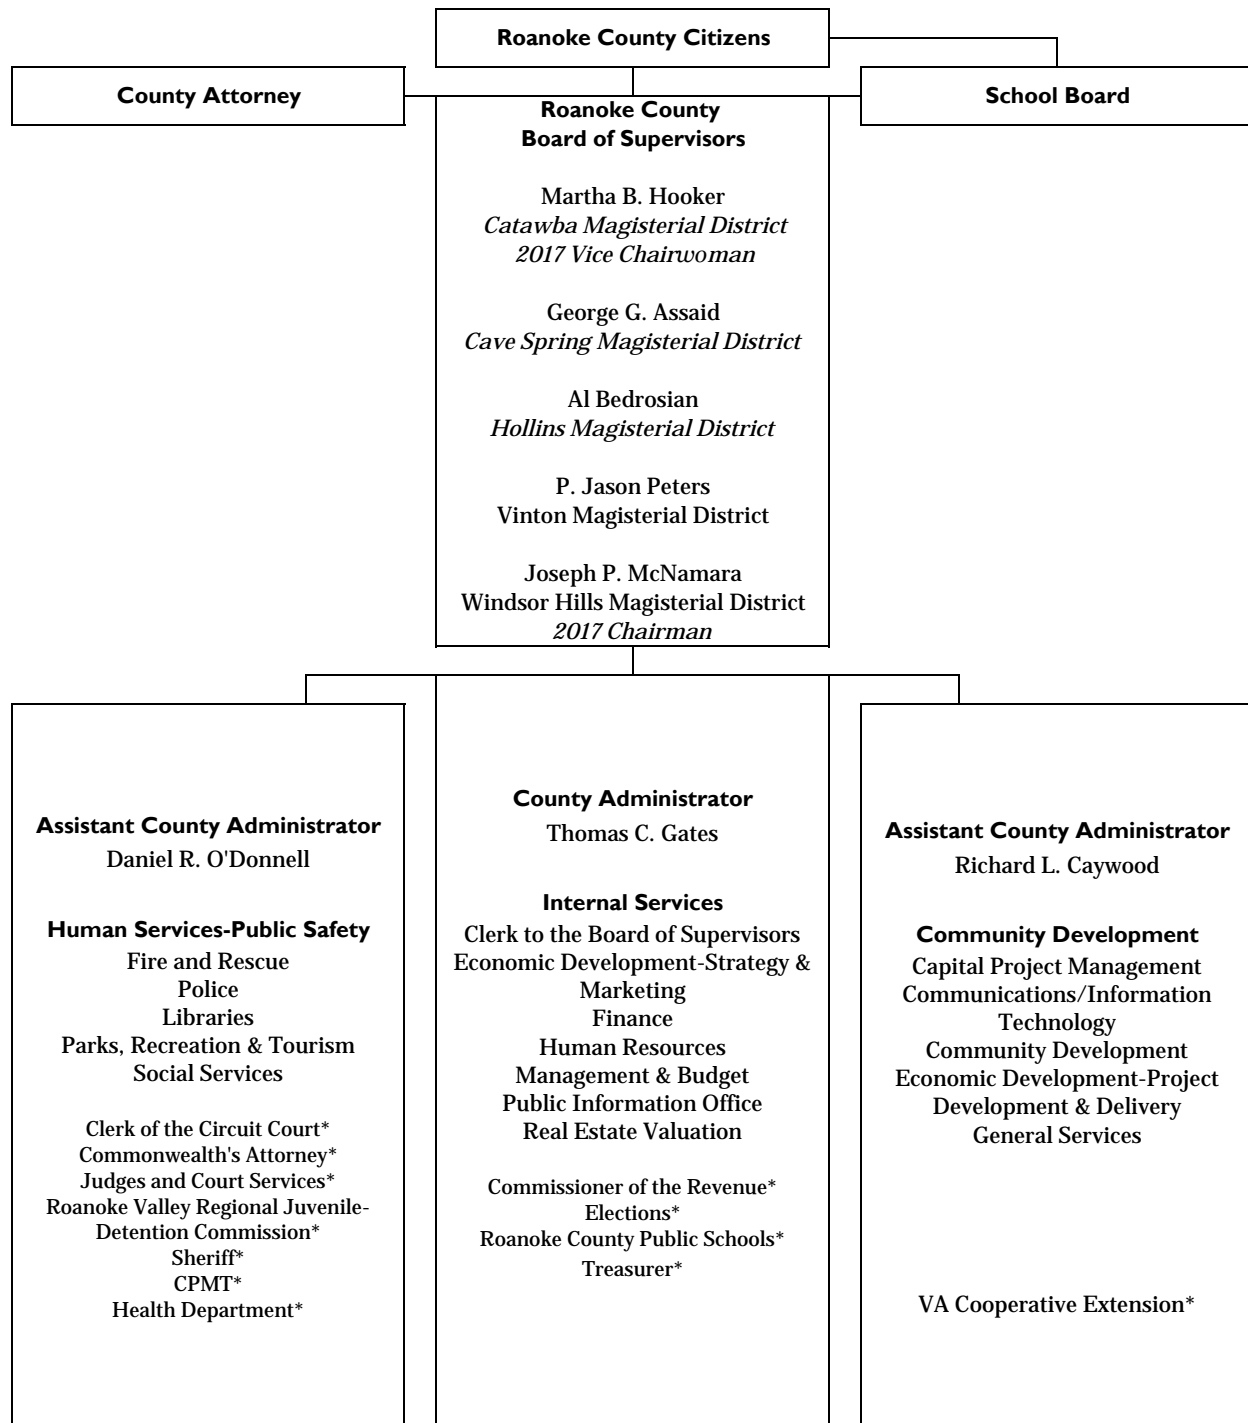 Roanoke County Citizens
County Attorney
School Board
Roanoke County
Board of Supervisors
Martha B. Hooker
Catawba Magisterial District
2017 Vice Chairwoman
George G. Assaid
Cave Spring Magisterial District
Al Bedrosian
Hollins Magisterial District
P. Jason Peters
Vinton Magisterial District
Joseph P. McNamara
Windsor Hills Magisterial District
2017 Chairman
Assistant County Administrator
Daniel R. O'Donnell
Human Services-Public Safety
Fire and Rescue
Police
Libraries
Parks, Recreation & Tourism
Social Services
Clerk of the Circuit Court*
Commonwealth's Attorney*
Judges and Court Services*
Roanoke Valley Regional Juvenile-
Detention Commission*
Sheriff*
CPMT*
Health Department*
County Administrator
Thomas C. Gates
Internal Services
Clerk to the Board of Supervisors
Economic Development-Strategy &
Marketing
Finance
Human Resources
Management & Budget
Public Information Office
Real Estate Valuation
Commissioner of the Revenue*
Elections*
Roanoke County Public Schools*
Treasurer*
Assistant County Administrator
Richard L. Caywood
Community Development
Capital Project Management
Communications/Information
Technology
Community Development
Economic Development-Project
Development & Delivery
General Services
VA Cooperative Extension*